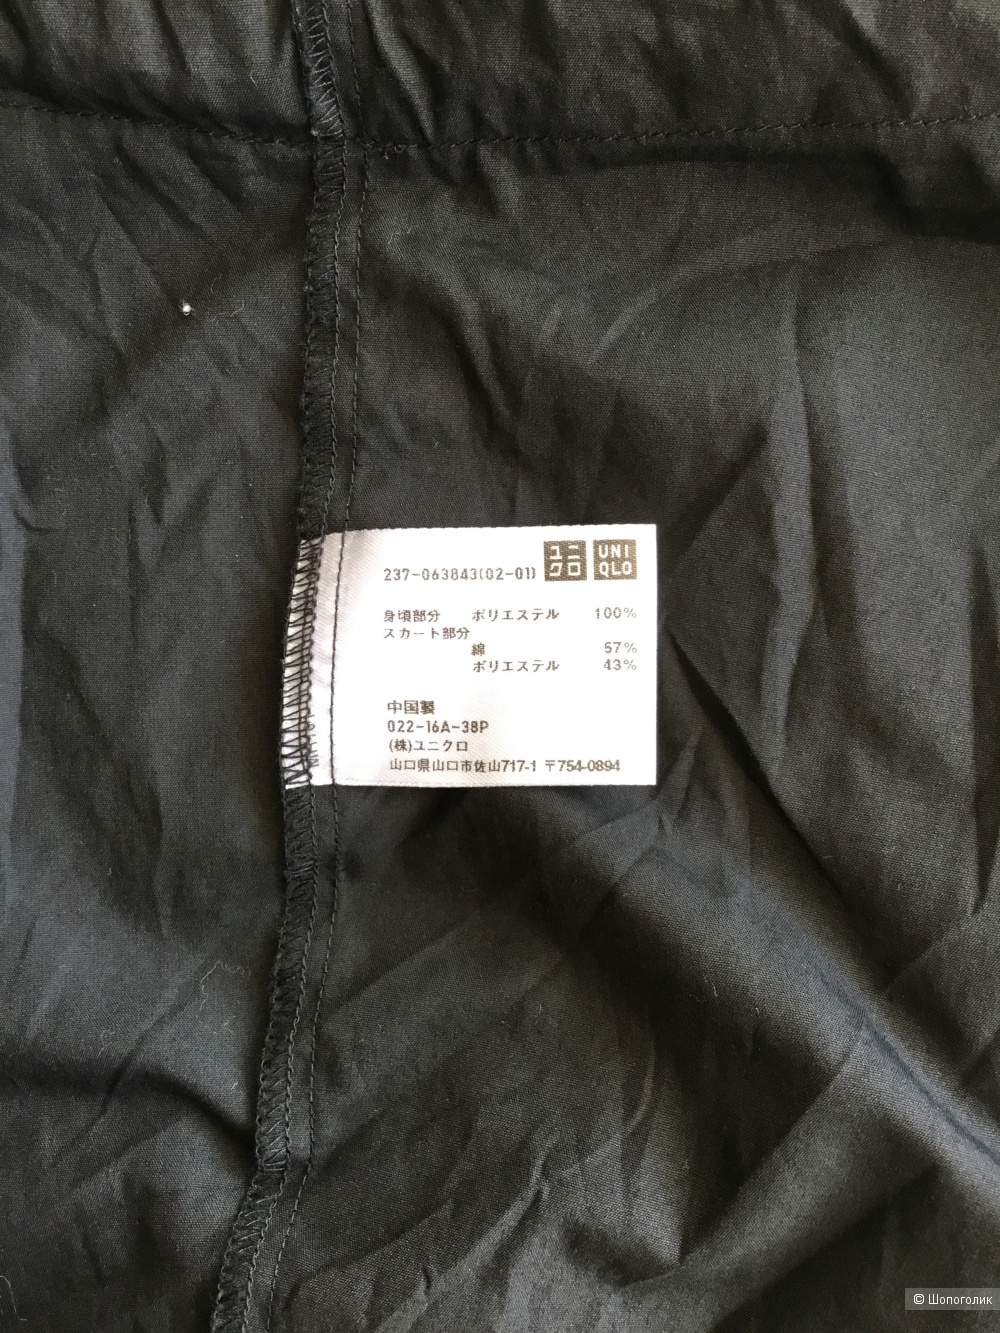 ユニ
クロ
UNI
QLO
237-063843(02-01)
身頃部分 ポリエステル 100%
スカート部分
綿 57%
ポリエステル 43%
中国製
022-16A-38P
(株)ユニクロ
山口県山口市佐山717-1 〒754-0894
© Шопоголик